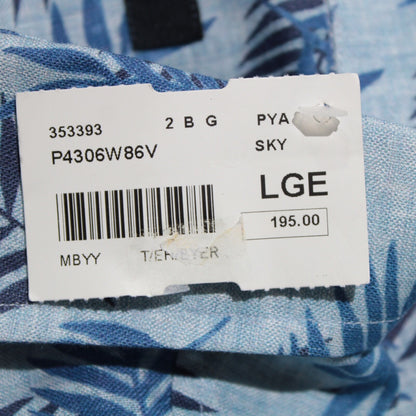 353393 2 B G PYA
P4306W86V SKY
LGE
195.00
MBYY